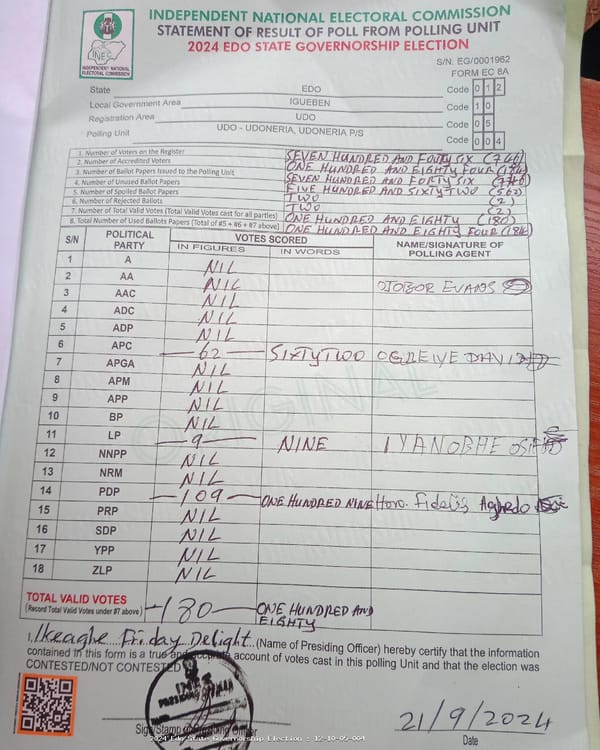 INDEPENDENT NATIONAL ELECTORAL COMMISSION
STATEMENT OF RESULT OF POLL FROM POLLING UNIT
2024 EDO STATE GOVERNORSHIP ELECTION
INEC
INDEPENDENT NATIONAL
ELECTORAL COMMISSION
S/N: EG/0001962
FORM EC 8A
State EDO Code 0 1 2
Local Government Area IGUEBEN Code 1 0
Registration Area UDO Code 0 5
Polling Unit UDO - UDONERIA, UDONERIA P/S Code 0 0 4
1. Number of Voters on the Register SEVEN HUNDRED AND FOURTY SIX (746)
2. Number of Accredited Voters ONE HUNDRED AND EIGHTY FOUR (184)
3. Number of Ballot Papers Issued to the Polling Unit SEVEN HUNDRED AND FORTY SIX (746)
4. Number of Unused Ballot Papers FIVE HUNDRED AND SIXTY TWO (562)
5. Number of Spoiled Ballot Papers TWO (2)
6. Number of Rejected Ballots TWO (2)
7. Number of Total Valid Votes (Total Valid Votes cast for all parties) ONE HUNDRED AND EIGHTY (180)
8. Total Number of Used Ballots Papers (Total of #5 + #6 + #7 above) ONE HUNDRED AND EIGHTY FOUR (184)
S/N POLITICAL PARTY VOTES SCORED NAME/SIGNATURE OF POLLING AGENT
IN FIGURES IN WORDS
1 A NIL
2 AA NIL
3 AAC NIL OJOBOR EVANS
4 ADC NIL
5 ADP NIL
6 APC 62 SIXTY TWO OGBEIVE DAVID
7 APGA NIL
8 APM NIL
9 APP NIL
10 BP NIL
11 LP 9 NINE IYANOBHE
12 NNPP NIL
13 NRM NIL
14 PDP 109 ONE HUNDRED NINE Hon. Fidelis Aghedo
15 PRP NIL
16 SDP NIL
17 YPP NIL
18 ZLP NIL
ORIGINAL
TOTAL VALID VOTES
(Record Total Valid Votes under #7 above) 180 ONE HUNDRED AND EIGHTY
I, Ikeaghe Friday Delight (Name of Presiding Officer) hereby certify that the information
contained in this form is a true and accurate account of votes cast in this polling Unit and that the election was
CONTESTED/NOT CONTESTED
Sign/Stamp of Presiding Officer
21/9/2024
Date
2024 Edo State Governorship Election : 12-10-05-004